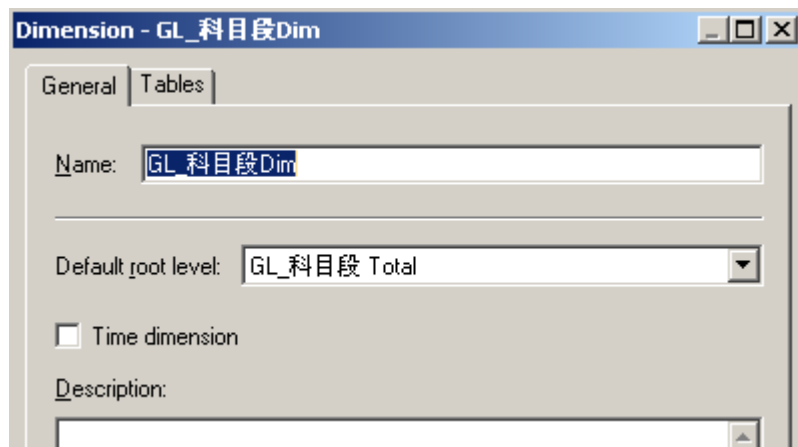 Dimension - GL_科目段Dim
General Tables
Name: GL_科目段Dim
Default root level: GL_科目段 Total
Time dimension
Description: